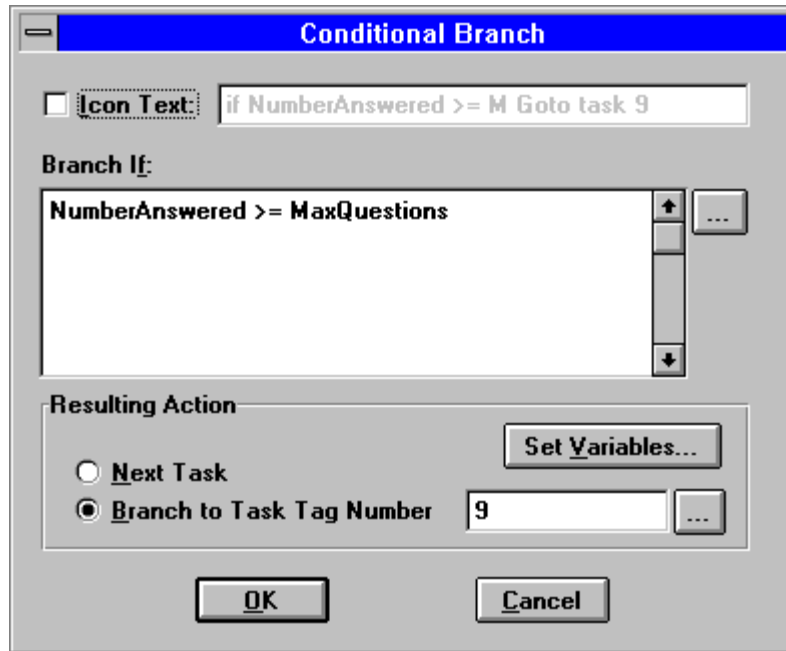 Conditional Branch
Icon Text: if NumberAnswered >= M Goto task 9
Branch If:
NumberAnswered >= MaxQuestions
...
Resulting Action
Set Variables...
Next Task
Branch to Task Tag Number 9 ...
OK Cancel